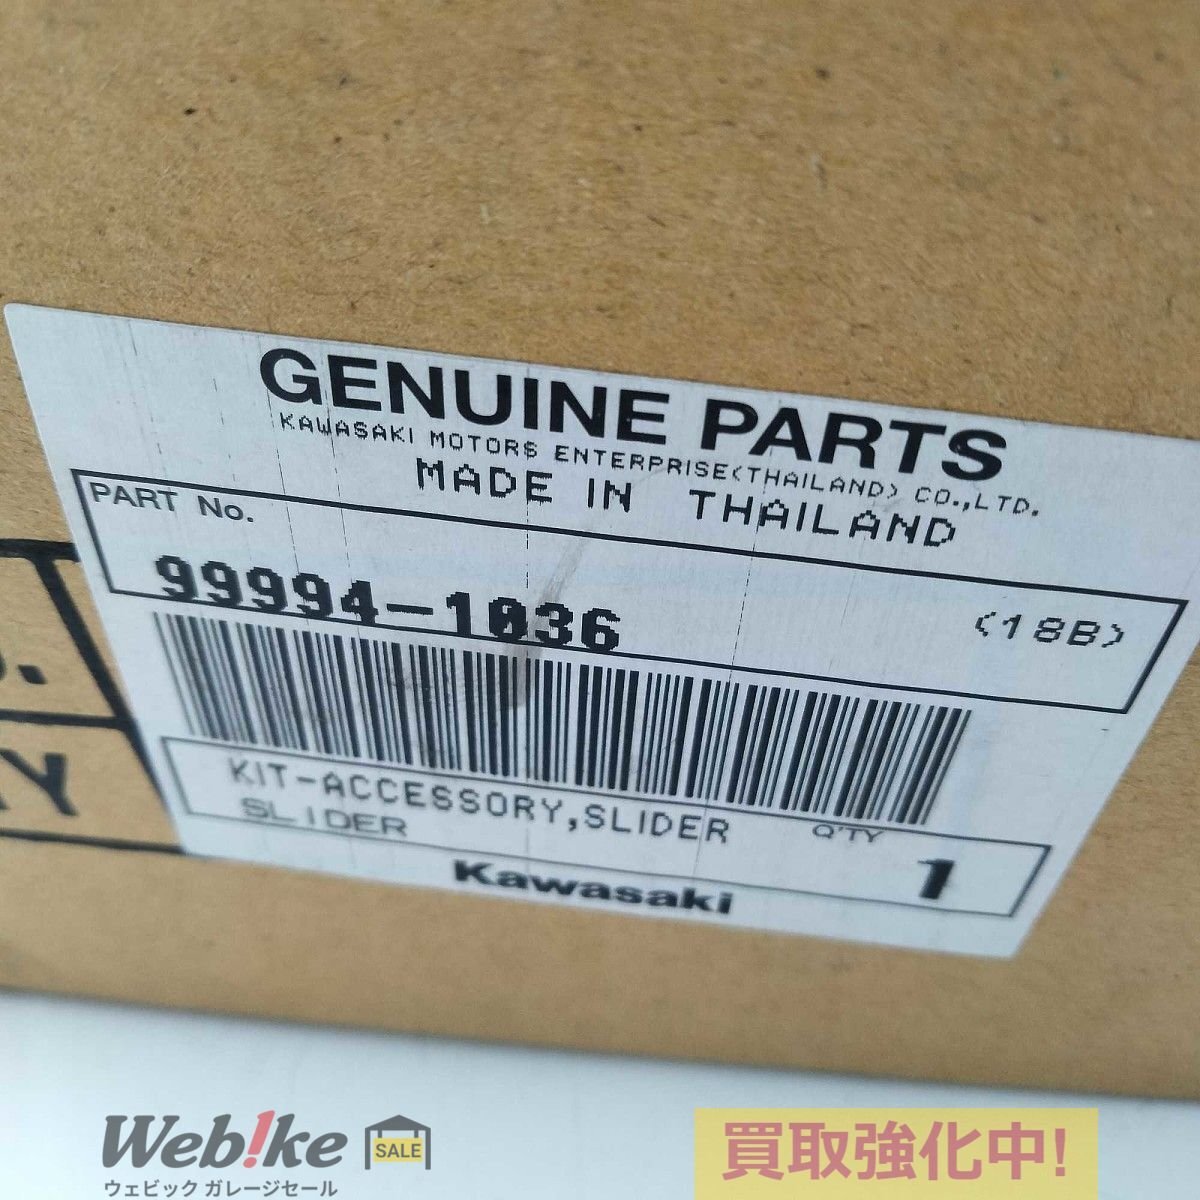 GENUINE PARTS
KAWASAKI MOTORS ENTERPRISE(THAILAND) CO.,LTD.
MADE IN THAILAND
PART No.
99994-1036
(18B)
KIT-ACCESSORY,SLIDER
SLIDER
Q'TY
1
Kawasaki
Web!ke
SALE
ウェビック ガレージセール
買取強化中!